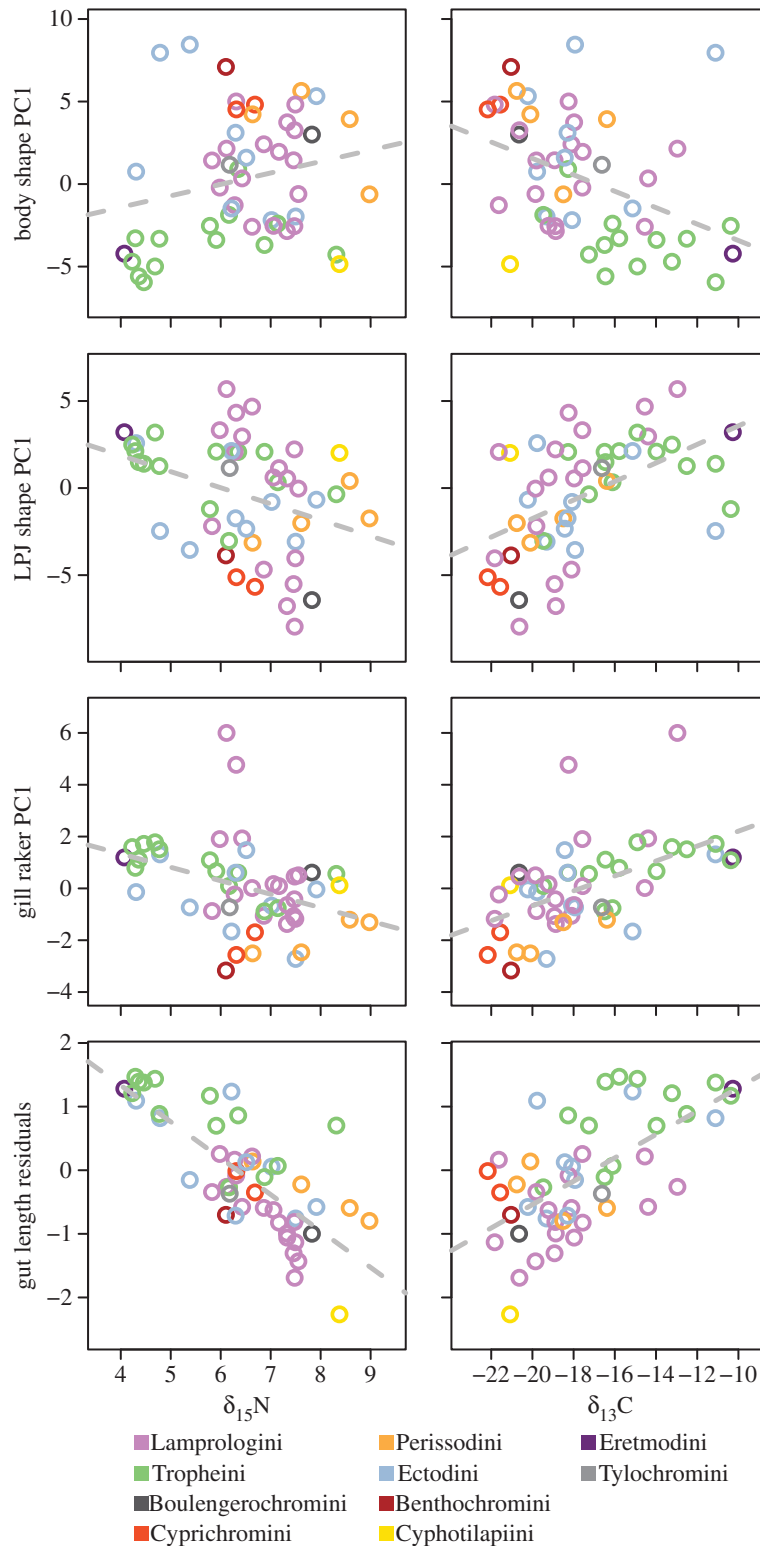 body shape PC1
10
5
0
−5
LPJ shape PC1
5
0
−5
gill raker PC1
6
4
2
0
−2
−4
gut length residuals
2
1
0
−1
−2
4 5 6 7 8 9
−22 −20 −18 −16 −14 −12 −10
δ15N
δ13C
Lamprologini Perissodini Eretmodini
Tropheini Ectodini Tylochromini
Boulengerochromini Benthochromini
Cyprichromini Cyphotilapiini